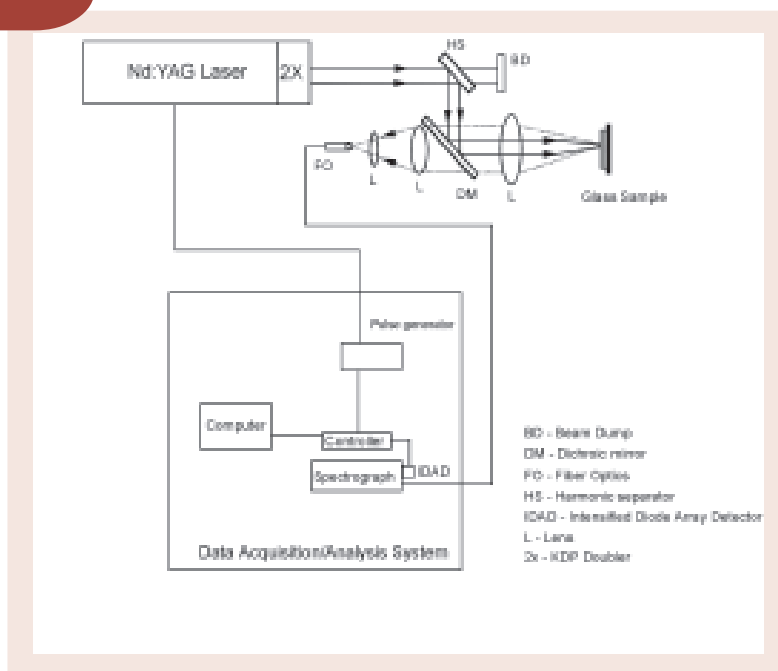 Nd:YAG Laser
2X
HS
BD
FO
L
L
DM
L
Glass Sample
Pulse generator
Computer
Controller
Spectrograph
IDAD
Data Acquisition/Analysis System
BD - Beam Dump
DM - Dichroic mirror
FO - Fiber Optics
HS - Harmonic separator
IDAD - Intensified Diode Array Detector
L - Lens
2x - KDP Doubler